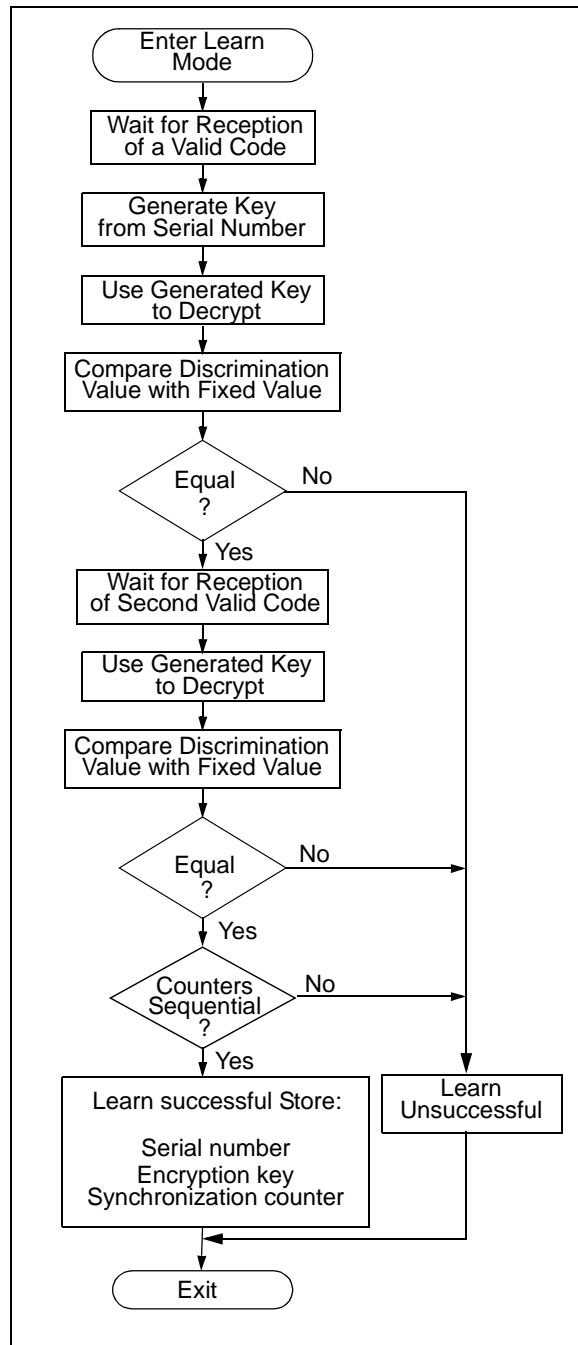 Enter Learn
Mode
Wait for Reception
of a Valid Code
Generate Key
from Serial Number
Use Generated Key
to Decrypt
Compare Discrimination
Value with Fixed Value
Equal
?
No
Yes
Wait for Reception
of Second Valid Code
Use Generated Key
to Decrypt
Compare Discrimination
Value with Fixed Value
Equal
?
No
Yes
Counters
Sequential
?
No
Yes
Learn successful Store:
Serial number
Encryption key
Synchronization counter
Learn
Unsuccessful
Exit